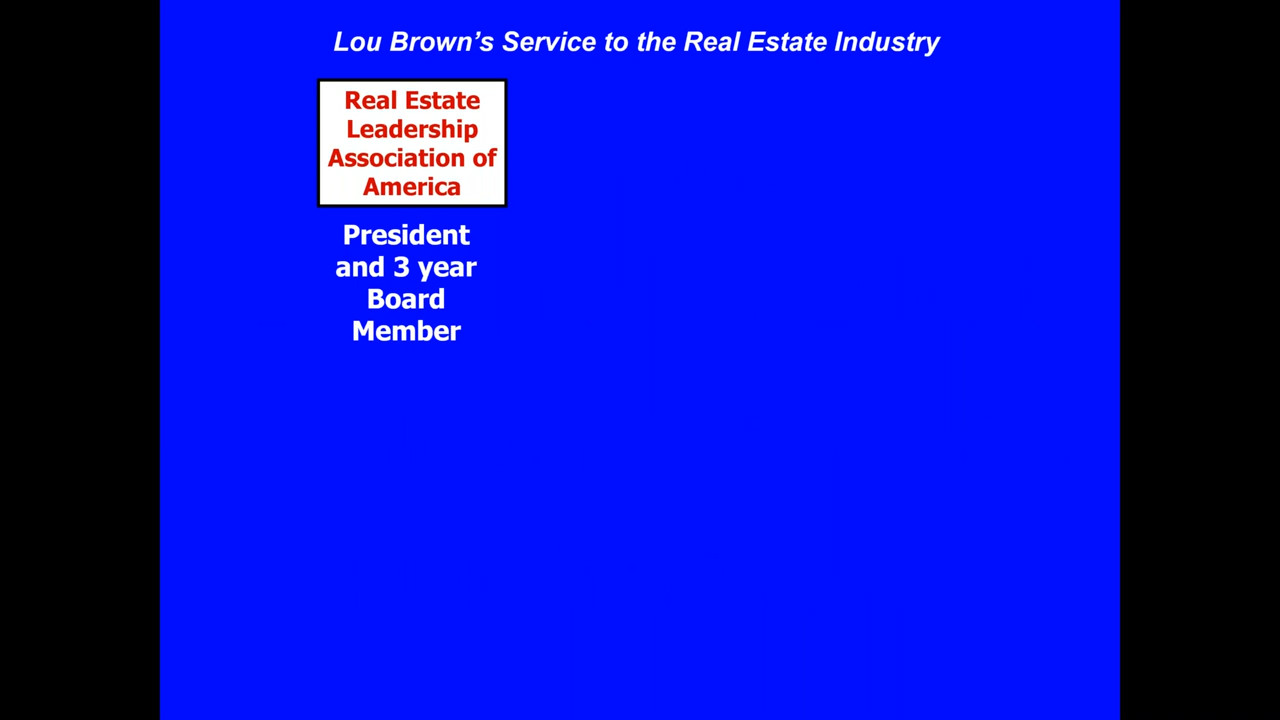 Lou Brown’s Service to the Real Estate Industry
Real Estate
Leadership
Association of
America
President
and 3 year
Board
Member